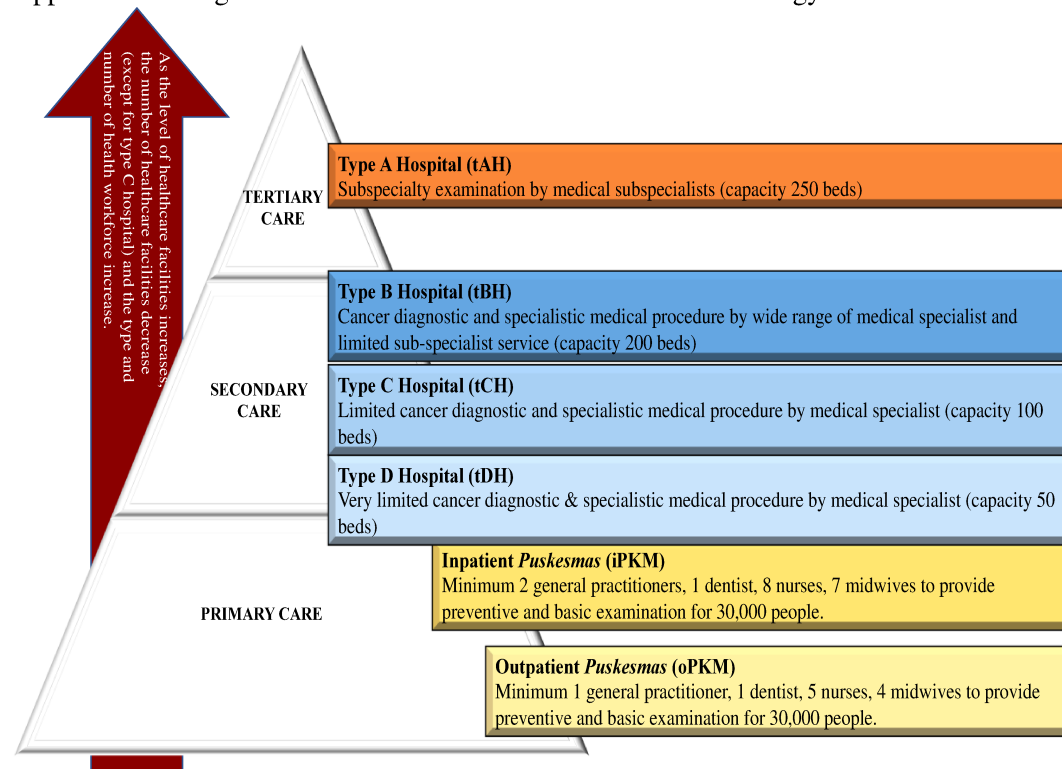 As the level of healthcare facilities increases,
the number of healthcare facilities decrease
(except for type C hospital) and the type and
number of health workforce increase.
TERTIARY
CARE
Type A Hospital (tAH)
Subspecialty examination by medical subspecialists (capacity 250 beds)
Type B Hospital (tBH)
Cancer diagnostic and specialistic medical procedure by wide range of medical specialist and
limited sub-specialist service (capacity 200 beds)
SECONDARY
CARE
Type C Hospital (tCH)
Limited cancer diagnostic and specialistic medical procedure by medical specialist (capacity 100
beds)
Type D Hospital (tDH)
Very limited cancer diagnostic & specialistic medical procedure by medical specialist (capacity 50
beds)
PRIMARY CARE
Inpatient Puskesmas (iPKM)
Minimum 2 general practitioners, 1 dentist, 8 nurses, 7 midwives to provide
preventive and basic examination for 30,000 people.
Outpatient Puskesmas (oPKM)
Minimum 1 general practitioner, 1 dentist, 5 nurses, 4 midwives to provide
preventive and basic examination for 30,000 people.